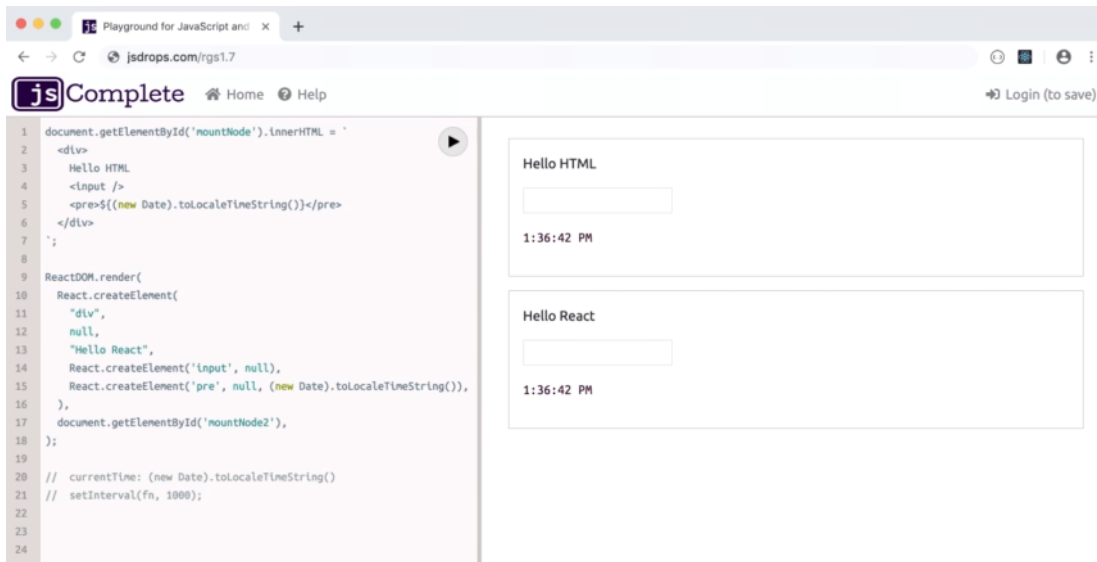 js Playground for JavaScript and
jsdrops.com/rgs1.7
jsComplete Home Help Login (to save)
1 document.getElementById('mountNode').innerHTML = `
2 <div>
3 Hello HTML
4 <input />
5 <pre>${(new Date).toLocaleTimeString()}</pre>
6 </div>
7 `;
8
9 ReactDOM.render(
10 React.createElement(
11 "div",
12 null,
13 "Hello React",
14 React.createElement('input', null),
15 React.createElement('pre', null, (new Date).toLocaleTimeString()),
16 ),
17 document.getElementById('mountNode2'),
18 );
19
20 // currentTime: (new Date).toLocaleTimeString()
21 // setInterval(fn, 1000);
22
23
24
Hello HTML
1:36:42 PM
Hello React
1:36:42 PM